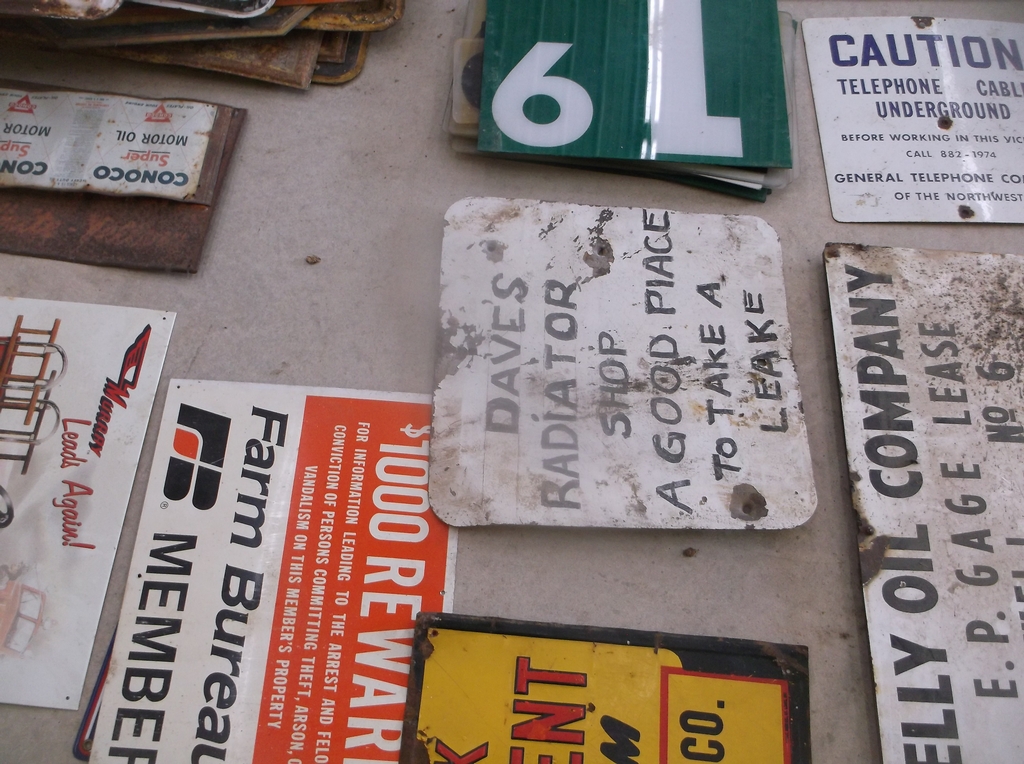 6
CAUTION
TELEPHONE CABL
UNDERGROUND
BEFORE WORKING IN THIS VIC
CALL 882-1974
GENERAL TELEPHONE CO
OF THE NORTHWEST
CONOCO
Super
MOTOR OIL
CONOCO
Super
MOTOR
DAVE'S
RADIATOR
SHOP
A GOOD PLACE
TO TAKE A
LEAKE
ELLY OIL COMPANY
E. P. GAGE LEASE
No 6
Leads Again!
Farm Bureau
MEMBER
$1000 REWAR
FOR INFORMATION LEADING TO THE ARREST AND FELO
CONVICTION OF PERSONS COMMITTING THEFT, ARSON, O
VANDALISM ON THIS MEMBER'S PROPERTY
ENT
CO.